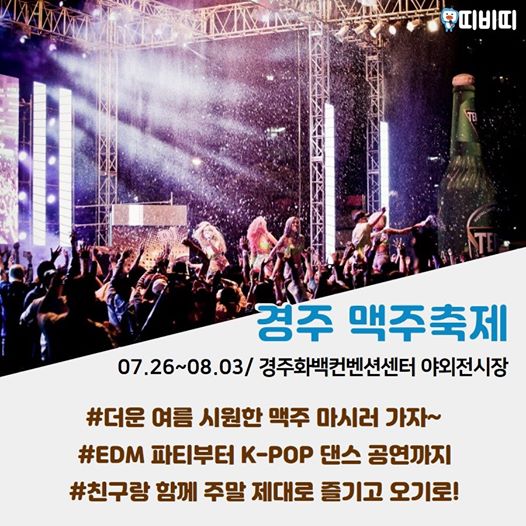 띠비띠
TE
TE
경주 맥주축제
07.26~08.03/ 경주화백컨벤션센터 야외전시장
#더운 여름 시원한 맥주 마시러 가자~
#EDM 파티부터 K-POP 댄스 공연까지
#친구랑 함께 주말 제대로 즐기고 오기로!